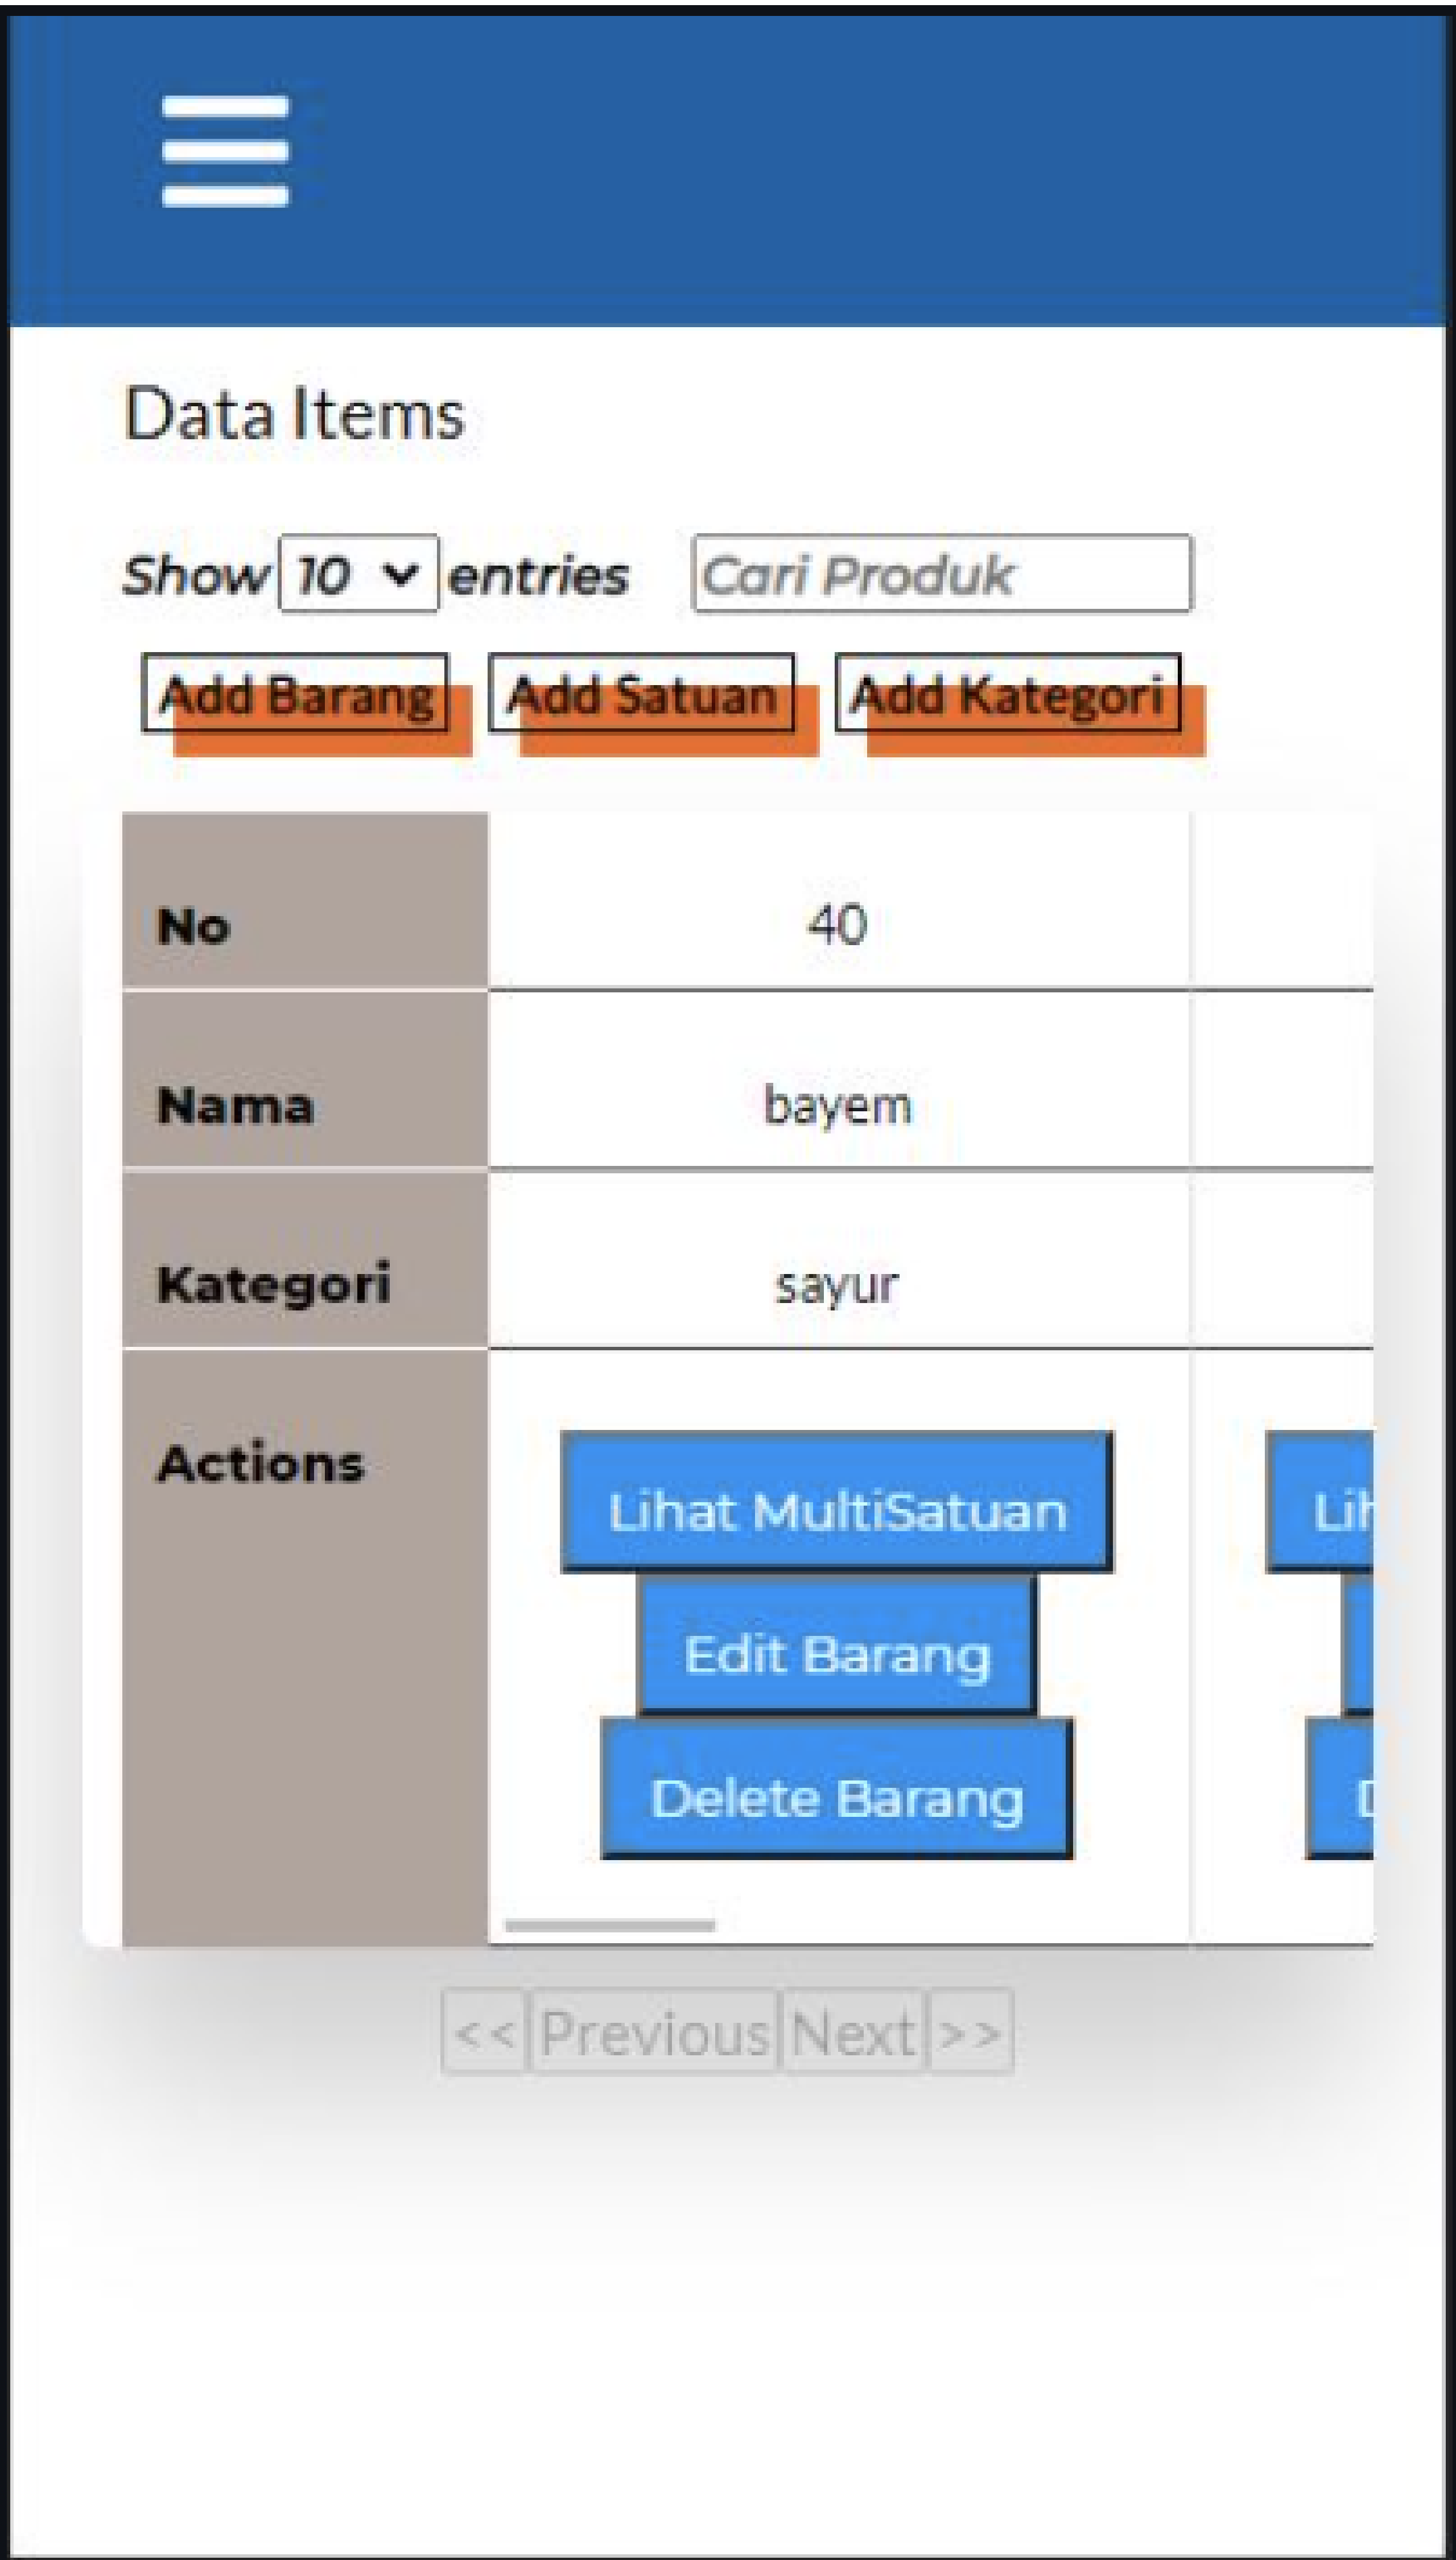 Data Items
Show 10 entries Cari Produk
Add Barang Add Satuan Add Kategori
No 40
Nama bayem
Kategori sayur
Actions Lihat MultiSatuan Lih
Edit Barang
Delete Barang
<< Previous Next >>